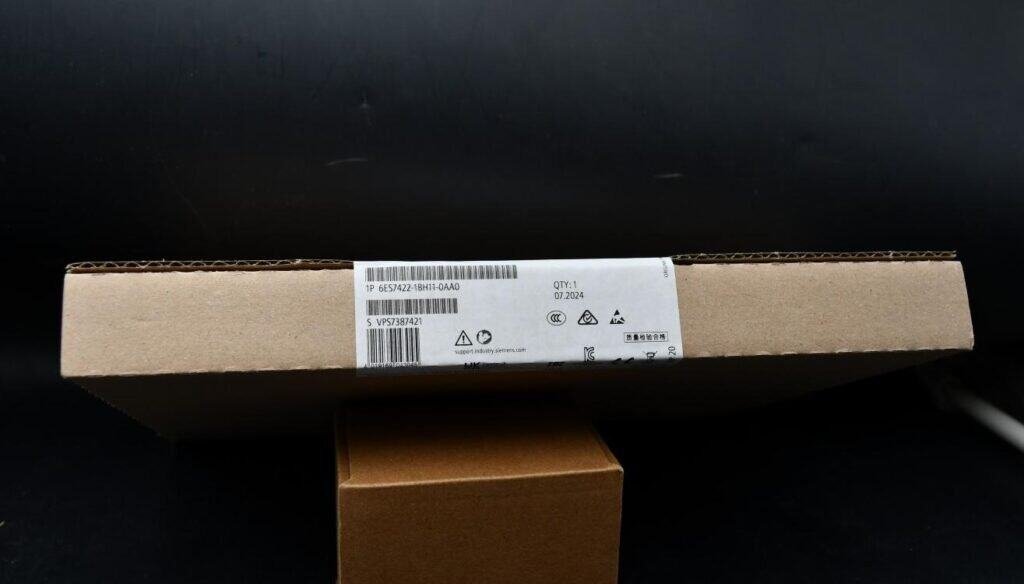 1P 6ES7422-1BH11-0AA0
QTY: 1
07.2024
S VPS7387421
support.industry.siemens.com
质量检验合格